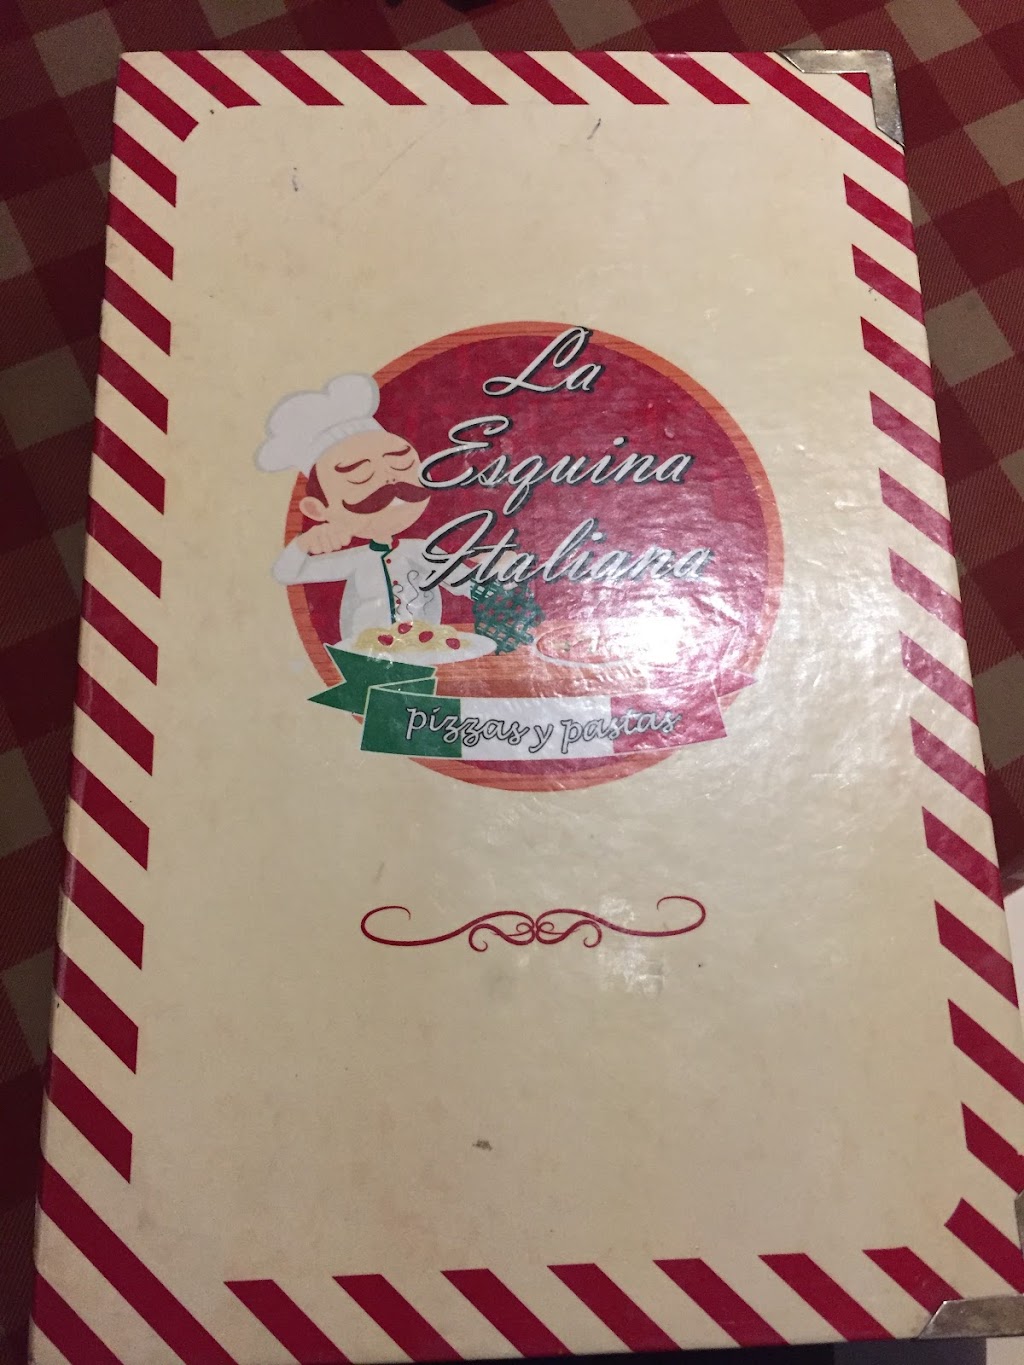 La
Esquina
Italiana
pizzas y pastas